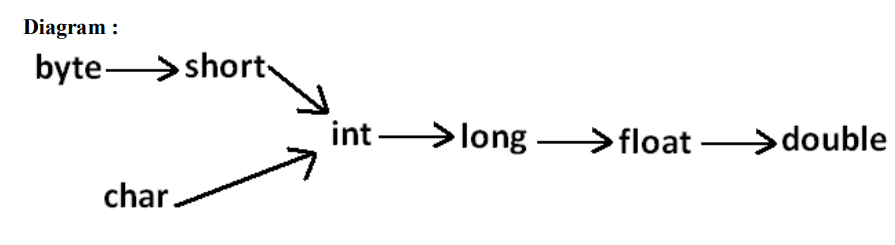 Diagram :
byte short
int long float double
char